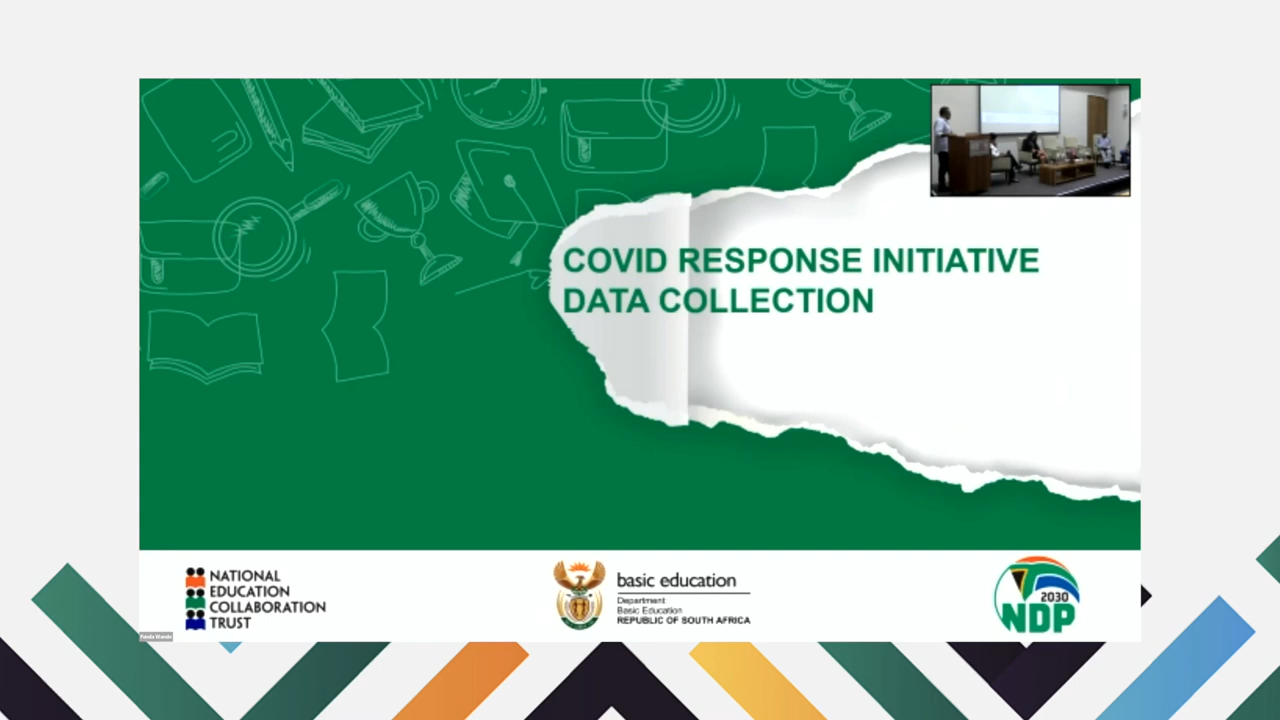 COVID RESPONSE INITIATIVE
DATA COLLECTION
NATIONAL
EDUCATION
COLLABORATION
TRUST
basic education
Department
Basic Education
REPUBLIC OF SOUTH AFRICA
2030
NDP